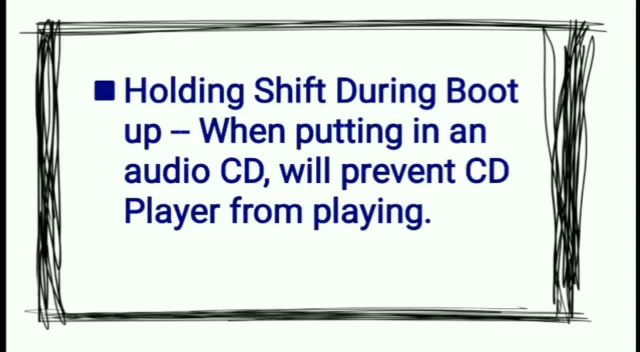 ■ Holding Shift During Boot
up – When putting in an
audio CD, will prevent CD
Player from playing.